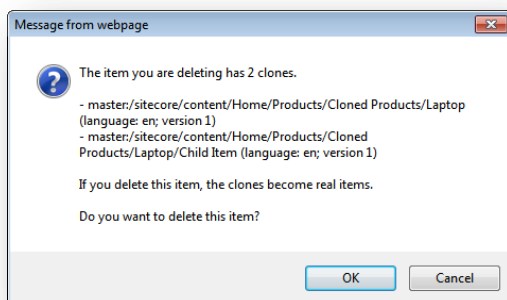 Message from webpage
The item you are deleting has 2 clones.
- master:/sitecore/content/Home/Products/Cloned Products/Laptop
(language: en; version 1)
- master:/sitecore/content/Home/Products/Cloned
Products/Laptop/Child Item (language: en; version 1)
If you delete this item, the clones become real items.
Do you want to delete this item?
OK Cancel